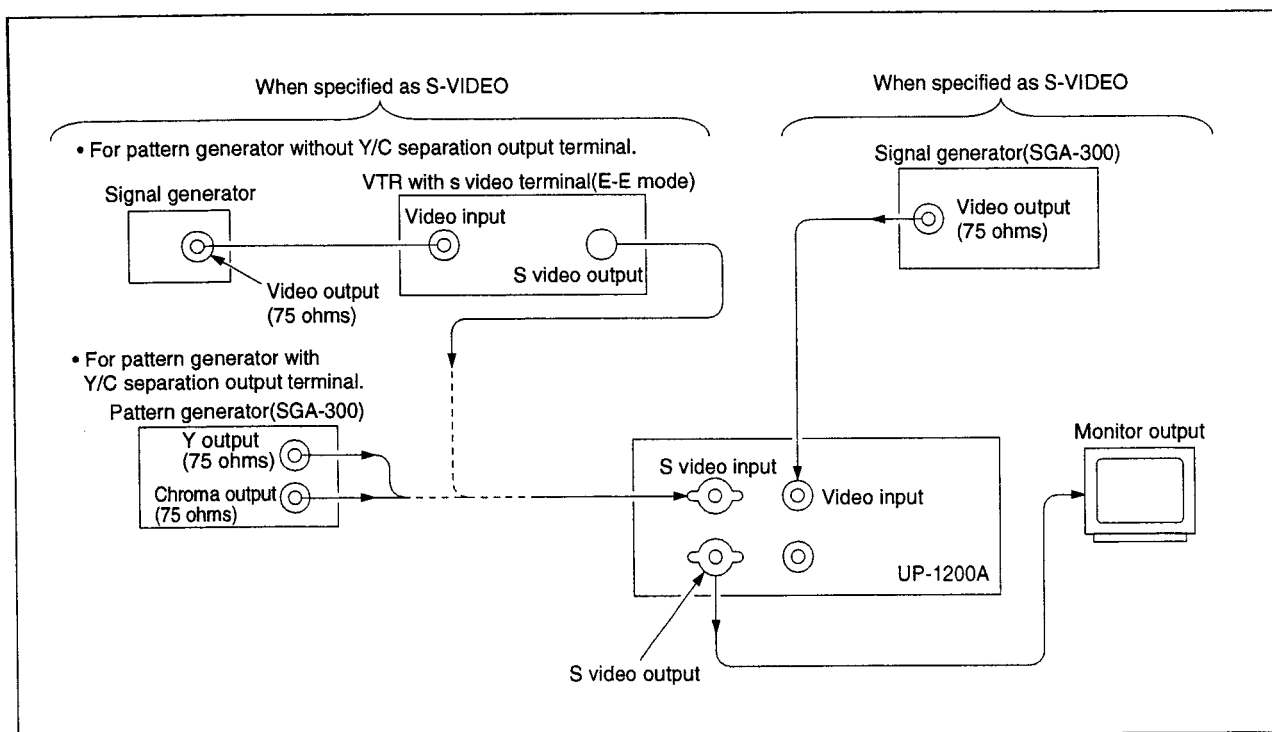 When specified as S-VIDEO
• For pattern generator without Y/C separation output terminal.
Signal generator
VTR with s video terminal(E-E mode)
Video input
S video output
Video output
(75 ohms)
• For pattern generator with
Y/C separation output terminal.
Pattern generator(SGA-300)
Y output
(75 ohms)
Chroma output
(75 ohms)
When specified as S-VIDEO
Signal generator(SGA-300)
Video output
(75 ohms)
S video input
Video input
UP-1200A
S video output
Monitor output